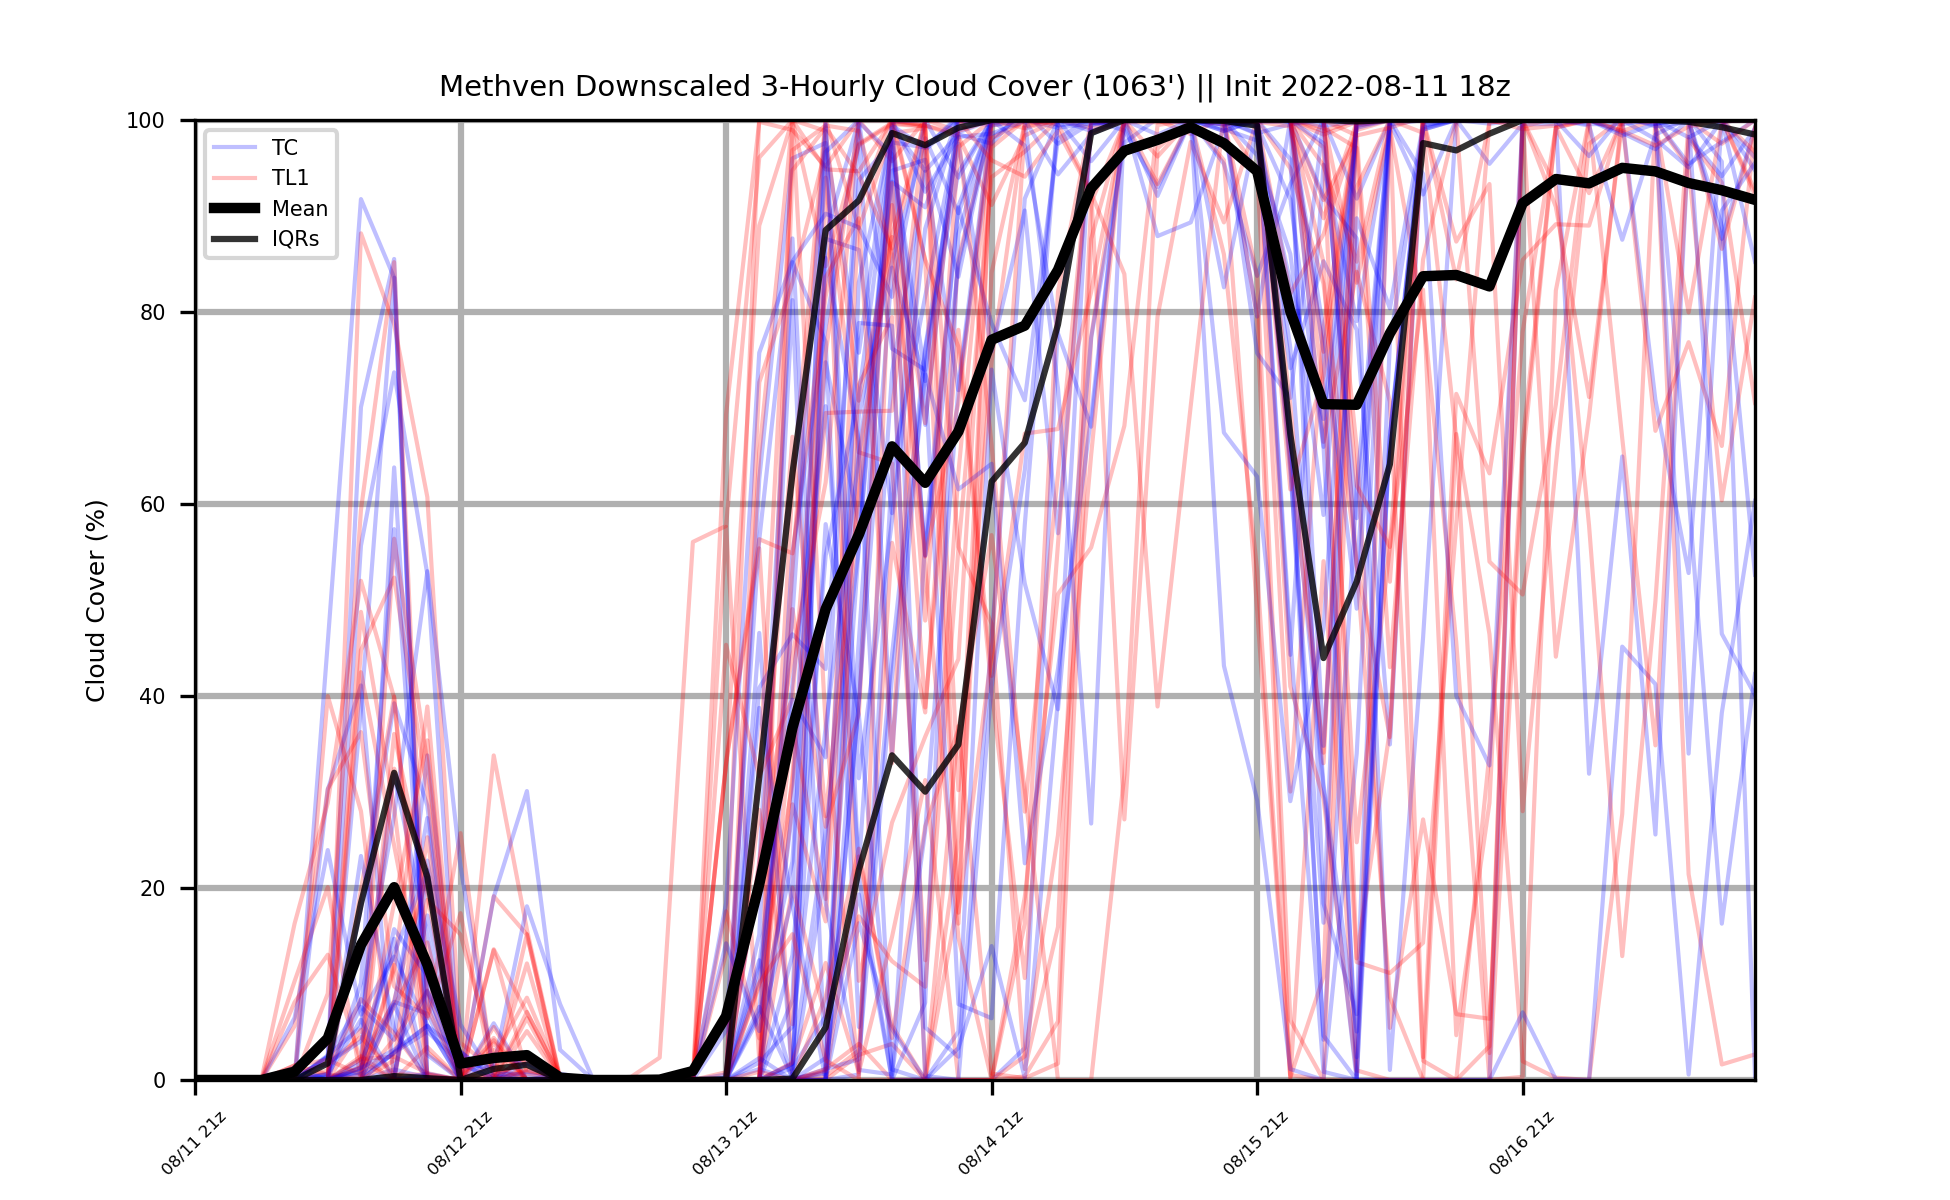 Methven Downscaled 3-Hourly Cloud Cover (1063') || Init 2022-08-11 18z
TC
TL1
Mean
IQRs
Cloud Cover (%)
100
80
60
40
20
0
08/11 21z
08/12 21z
08/13 21z
08/14 21z
08/15 21z
08/16 21z